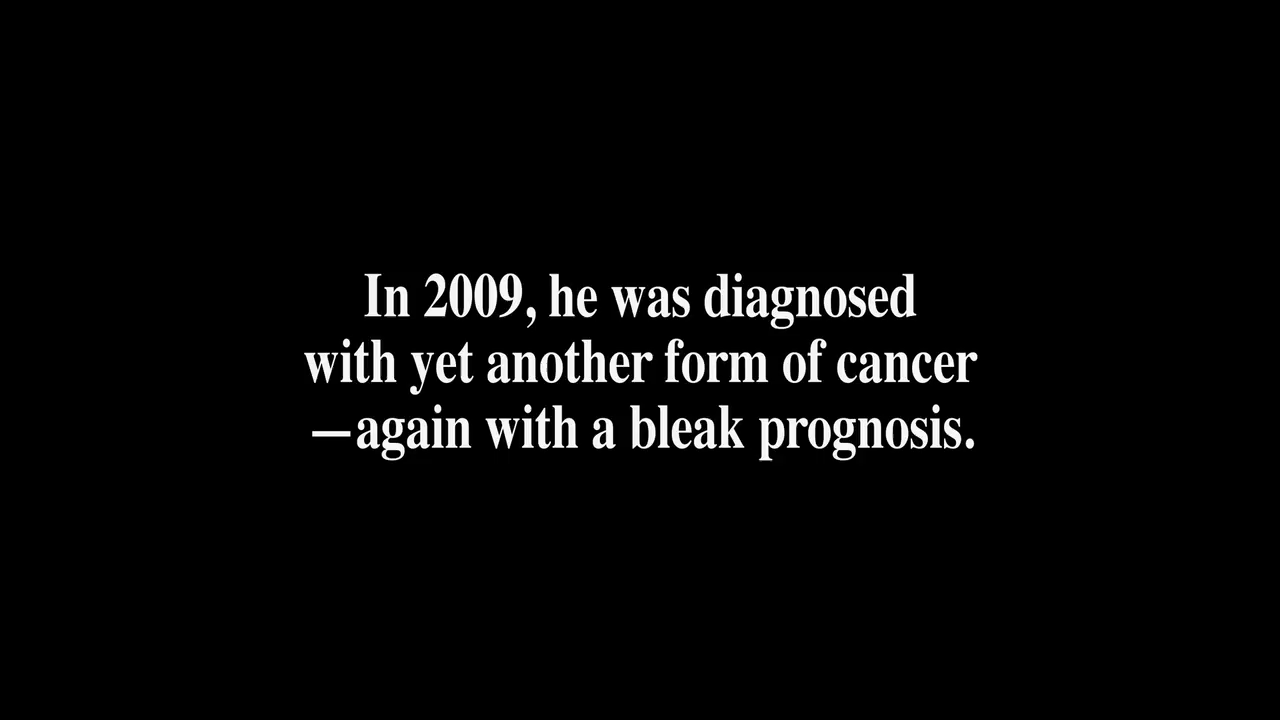 In 2009, he was diagnosed
with yet another form of cancer
—again with a bleak prognosis.